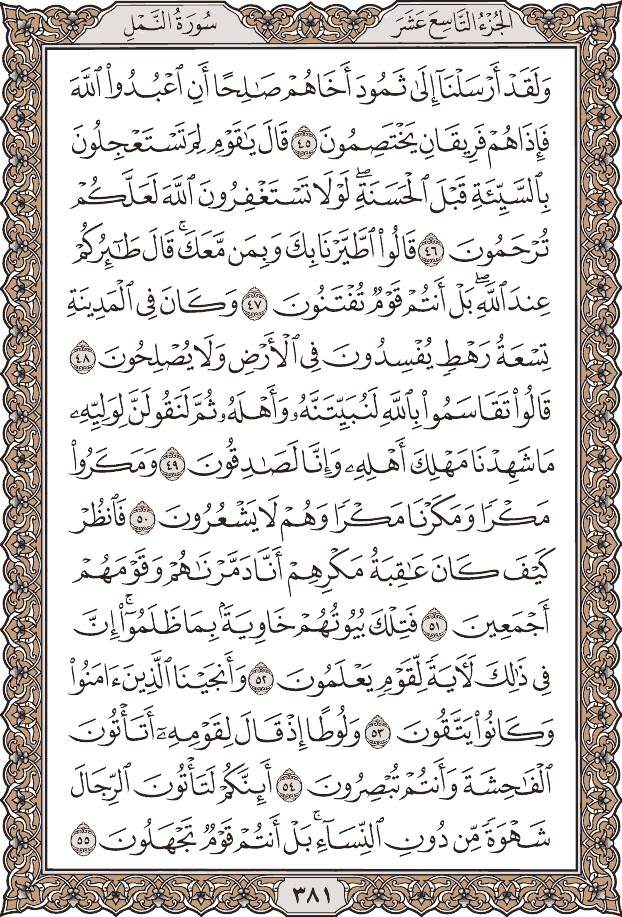 الجُزْءُ التَّاسِعَ عَشَرَ
سُورَةُ النَّمْلِ
وَلَقَدۡ أَرۡسَلۡنَآ إِلَىٰ ثَمُودَ أَخَاهُمۡ صَٰلِحًا أَنِ ٱعۡبُدُواْ ٱللَّهَ
فَإِذَا هُمۡ فَرِيقَانِ يَخۡتَصِمُونَ ٤٥ قَالَ يَٰقَوۡمِ لِمَ تَسۡتَعۡجِلُونَ
بِٱلسَّيِّئَةِ قَبۡلَ ٱلۡحَسَنَةِۖ لَوۡلَا تَسۡتَغۡفِرُونَ ٱللَّهَ لَعَلَّكُمۡ
تُرۡحَمُونَ ٤٦ قَالُواْ ٱطَّيَّرۡنَا بِكَ وَبِمَن مَّعَكَۚ قَالَ طَٰٓئِرُكُمۡ
عِندَ ٱللَّهِۖ بَلۡ أَنتُمۡ قَوۡمٞ تُفۡتَنُونَ ٤٧ وَكَانَ فِي ٱلۡمَدِينَةِ
تِسۡعَةُ رَهۡطٖ يُفۡسِدُونَ فِي ٱلۡأَرۡضِ وَلَا يُصۡلِحُونَ ٤٨
قَالُواْ تَقَاسَمُواْ بِٱللَّهِ لَنُبَيِّتَنَّهُۥ وَأَهۡلَهُۥ ثُمَّ لَنَقُولَنَّ لِوَلِيِّهِۦ
مَا شَهِدۡنَا مَهۡلِكَ أَهۡلِهِۦ وَإِنَّا لَصَٰدِقُونَ ٤٩ وَمَكَرُواْ
مَكۡرٗا وَمَكَرۡنَا مَكۡرٗا وَهُمۡ لَا يَشۡعُرُونَ ٥٠ فَٱنظُرۡ
كَيۡفَ كَانَ عَٰقِبَةُ مَكۡرِهِمۡ أَنَّا دَمَّرۡنَٰهُمۡ وَقَوۡمَهُمۡ
أَجۡمَعِينَ ٥١ فَتِلۡكَ بُيُوتُهُمۡ خَاوِيَةَۢ بِمَا ظَلَمُوٓاْۚ إِنَّ
فِي ذَٰلِكَ لَأٓيَةٗ لِّقَوۡمٖ يَعۡلَمُونَ ٥٢ وَأَنجَيۡنَا ٱلَّذِينَ ءَامَنُواْ
وَكَانُواْ يَتَّقُونَ ٥٣ وَلُوطًا إِذۡ قَالَ لِقَوۡمِهِۦٓ أَتَأۡتُونَ
ٱلۡفَٰحِشَةَ وَأَنتُمۡ تُبۡصِرُونَ ٥٤ أَئِنَّكُمۡ لَتَأۡتُونَ ٱلرِّجَالَ
شَهۡوَةٗ مِّن دُونِ ٱلنِّسَآءِۚ بَلۡ أَنتُمۡ قَوۡمٞ تَجۡهَلُونَ ٥٥
٣٨١